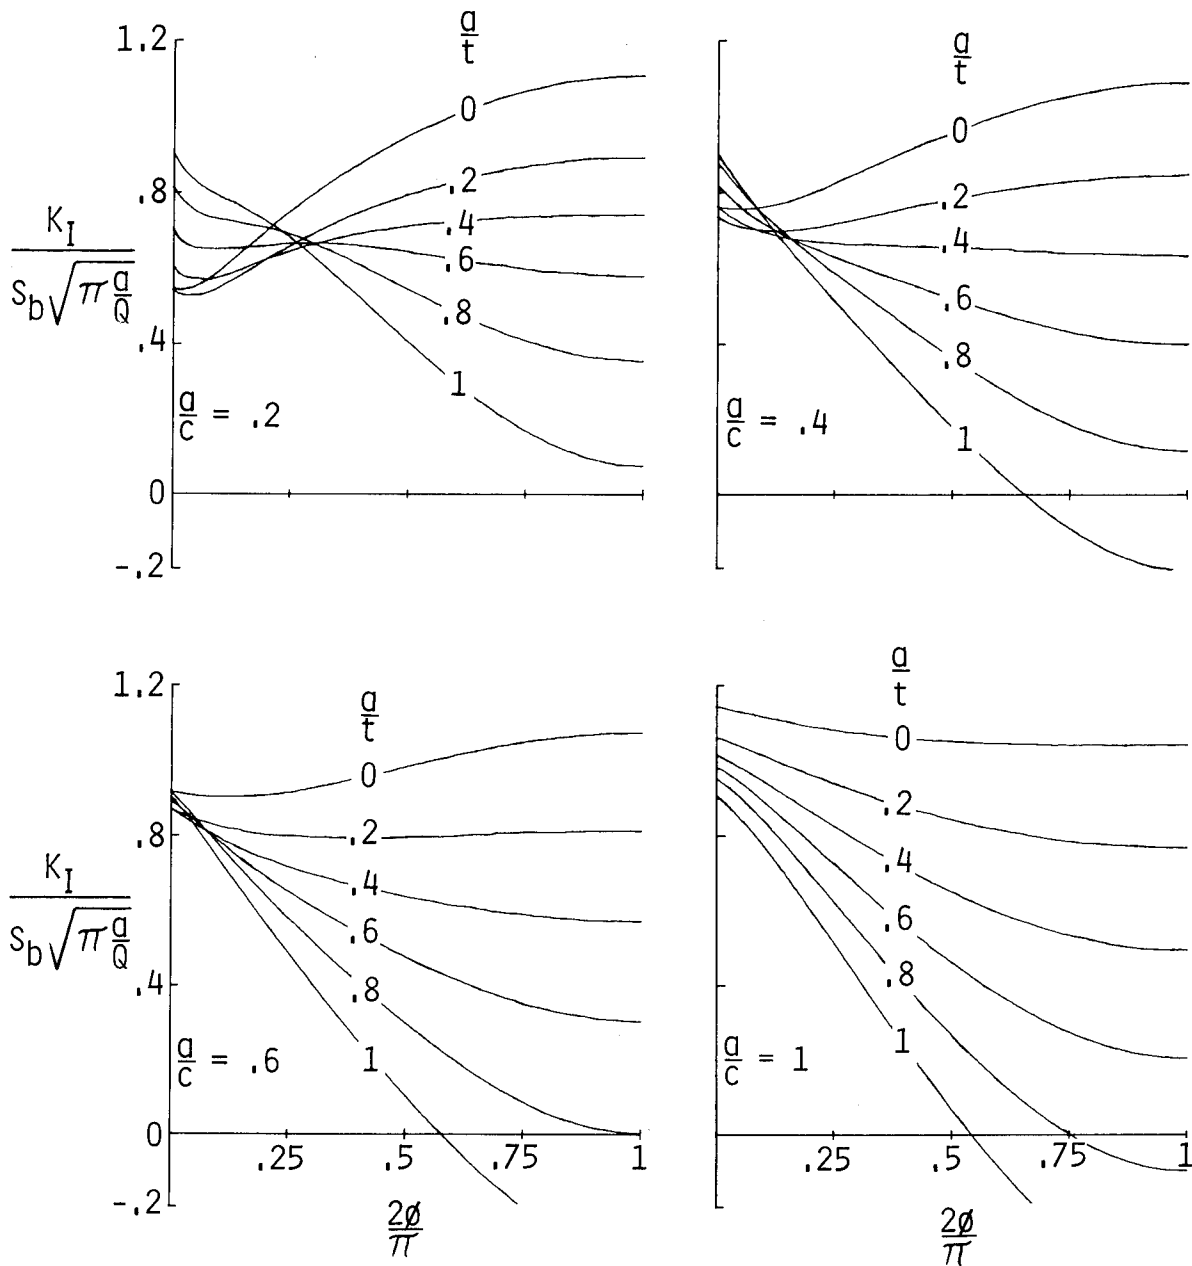 1.2
.8
.4
0
-.2
K_I
S_b√π a/Q
a/t
0
.2
.4
.6
.8
1
a/c = .2
a/t
0
.2
.4
.6
.8
1
a/c = .4
1.2
.8
.4
0
-.2
K_I
S_b√π a/Q
a/t
0
.2
.4
.6
.8
1
a/c = .6
.25 .5 .75 1
2ø/π
a/t
0
.2
.4
.6
.8
1
a/c = 1
.25 .5 .75 1
2ø/π